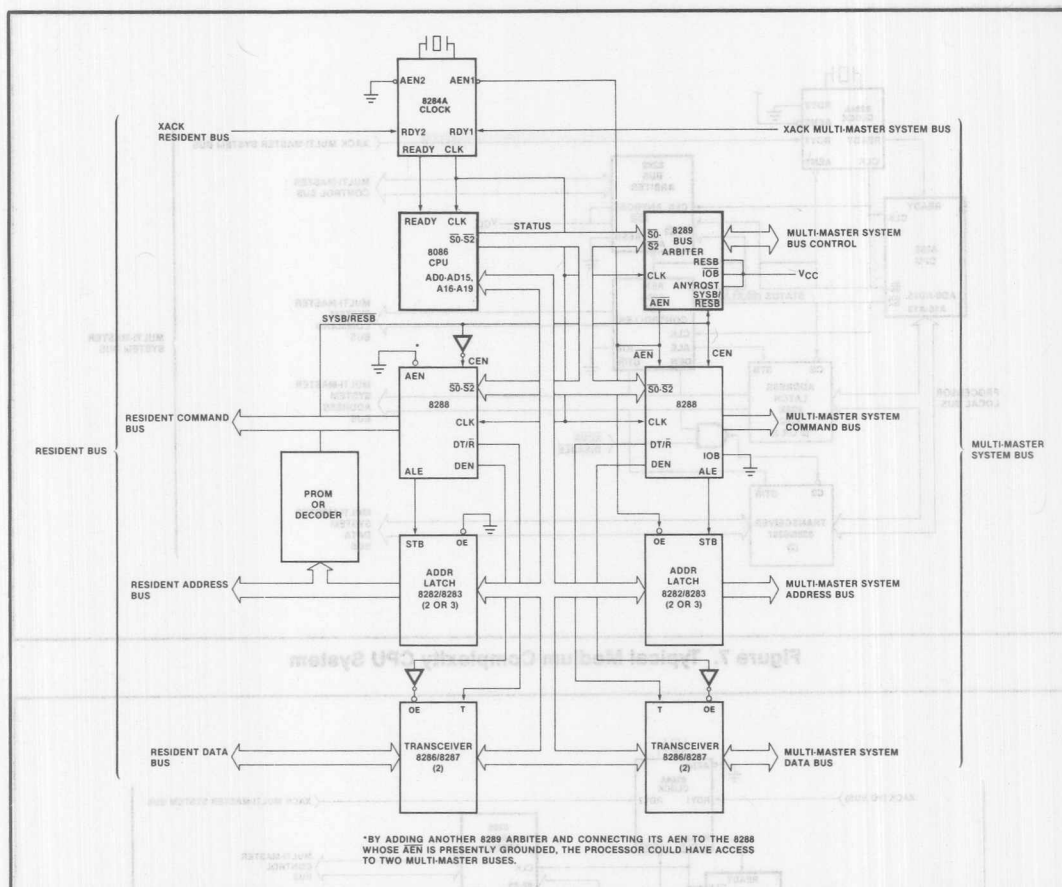 AEN2
AEN1
8284A
CLOCK
XACK
RESIDENT BUS
RDY2
RDY1
XACK MULTI-MASTER SYSTEM BUS
READY
CLK
READY
CLK
S0-S2
8086
CPU
AD0-AD15,
A16-A19
STATUS
S0-
S2
8289
BUS
ARBITER
CLK
AEN
RESB
IOB
ANYRQST
SYSB/
RESB
MULTI-MASTER SYSTEM
BUS CONTROL
VCC
SYSB/RESB
*
CEN
AEN
S0-S2
8288
CLK
DT/R
DEN
ALE
AEN
CEN
S0-S2
8288
CLK
DT/R
DEN
IOB
ALE
RESIDENT COMMAND
BUS
MULTI-MASTER SYSTEM
COMMAND BUS
RESIDENT BUS
MULTI-MASTER
SYSTEM BUS
PROM
OR
DECODER
STB
OE
ADDR
LATCH
8282/8283
(2 OR 3)
OE
STB
ADDR
LATCH
8282/8283
(2 OR 3)
RESIDENT ADDRESS
BUS
MULTI-MASTER SYSTEM
ADDRESS BUS
Figure 7. Typical Medium Complexity CPU System
OE
T
TRANSCEIVER
8286/8287
(2)
T
OE
TRANSCEIVER
8286/8287
(2)
RESIDENT DATA
BUS
MULTI-MASTER SYSTEM
DATA BUS
*BY ADDING ANOTHER 8289 ARBITER AND CONNECTING ITS AEN TO THE 8288
WHOSE AEN IS PRESENTLY GROUNDED, THE PROCESSOR COULD HAVE ACCESS
TO TWO MULTI-MASTER BUSES.